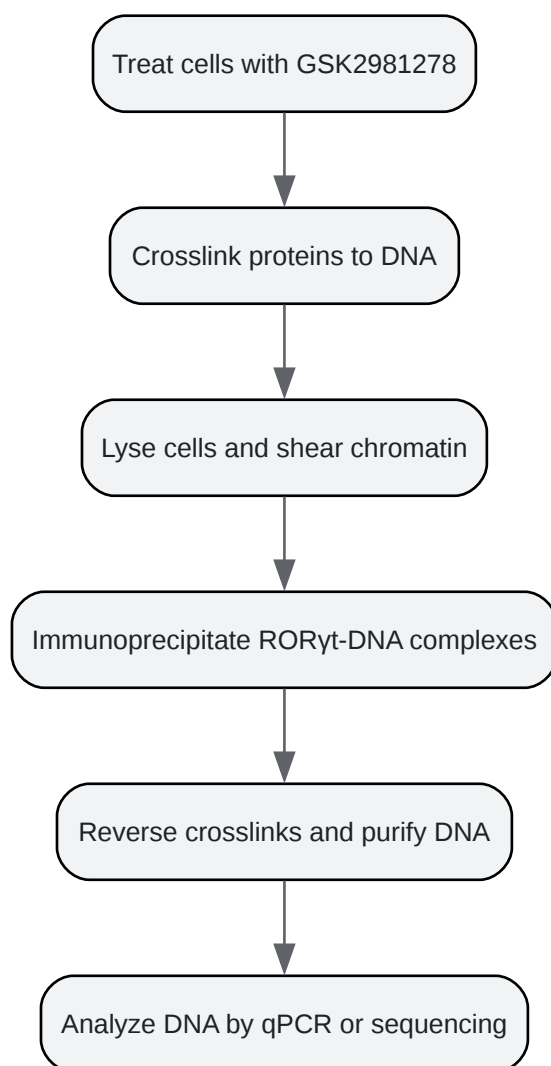 Treat cells with GSK2981278
Crosslink proteins to DNA
Lyse cells and shear chromatin
Immunoprecipitate RORγt-DNA complexes
Reverse crosslinks and purify DNA
Analyze DNA by qPCR or sequencing